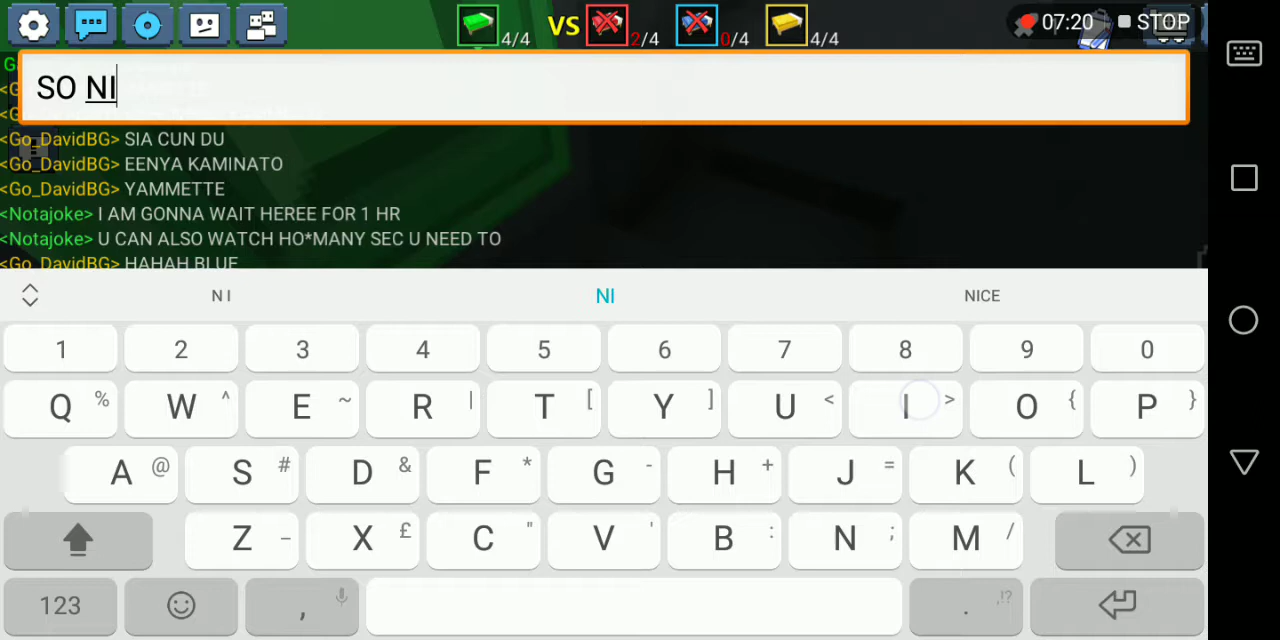 4/4 VS 2/4 0/4 4/4 07:20 STOP
SO NI
<Go_DavidBG> SIA CUN DU
<Go_DavidBG> EENYA KAMINATO
<Go_DavidBG> YAMMETTE
<Notajoke> I AM GONNA WAIT HEREE FOR 1 HR
<Notajoke> U CAN ALSO WATCH HO*MANY SEC U NEED TO
<Go_DavidBG> HAHAH BLUE
N I NI NICE
1 2 3 4 5 6 7 8 9 0
Q % W ^ E ~ R | T [ Y ] U < I > O { P }
A @ S # D & F * G - H + J = K ( L )
Z _ X £ C " V ' B : N ; M /
123 , . ,!?